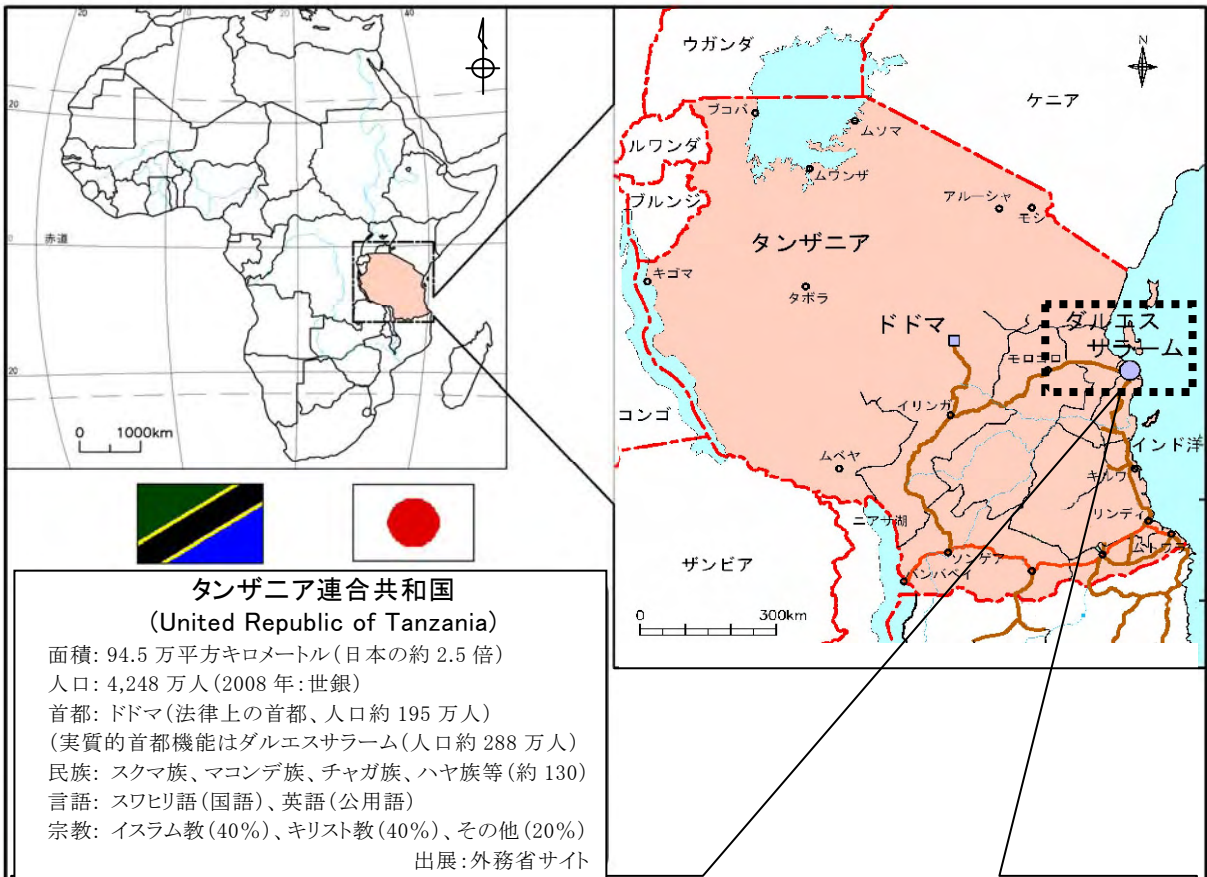 20
0
20
40
20
0
赤道
20
0 1000km
N
ウガンダ
ケニア
ブコバ
ムソマ
ルワンダ
ムワンザ
ブルンジ
アルーシャ
モシ
タンザニア
キゴマ
タボラ
ドドマ
ダルエス
サラーム
モロゴロ
コンゴ
イリンガ
インド洋
ムベヤ
キルワ
ニアサ湖
リンディ
ムトワラ
ソンゲア
ザンビア
バンババベイ
0 300km
タンザニア連合共和国
(United Republic of Tanzania)
面積: 94.5 万平方キロメートル(日本の約 2.5 倍)
人口: 4,248 万人(2008 年:世銀)
首都: ドドマ(法律上の首都、人口約 195 万人)
(実質的首都機能はダルエスサラーム(人口約 288 万人)
民族: スクマ族、マコンデ族、チャガ族、ハヤ族等(約 130)
言語: スワヒリ語(国語)、英語(公用語)
宗教: イスラム教(40%)、キリスト教(40%)、その他(20%)
出展:外務省サイト